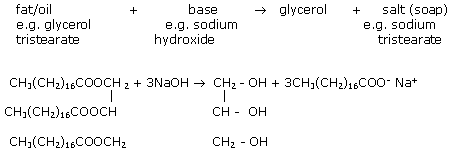 fat/oil + base → glycerol + salt (soap)
e.g. glycerol e.g. sodium e.g. sodium
tristearate hydroxide tristearate
CH₃(CH₂)₁₆COOCH₂ + 3NaOH → CH₂ - OH + 3CH₃(CH₂)₁₆COO⁻ Na⁺
CH₃(CH₂)₁₆COOCH CH - OH
CH₃(CH₂)₁₆COOCH₂ CH₂ - OH